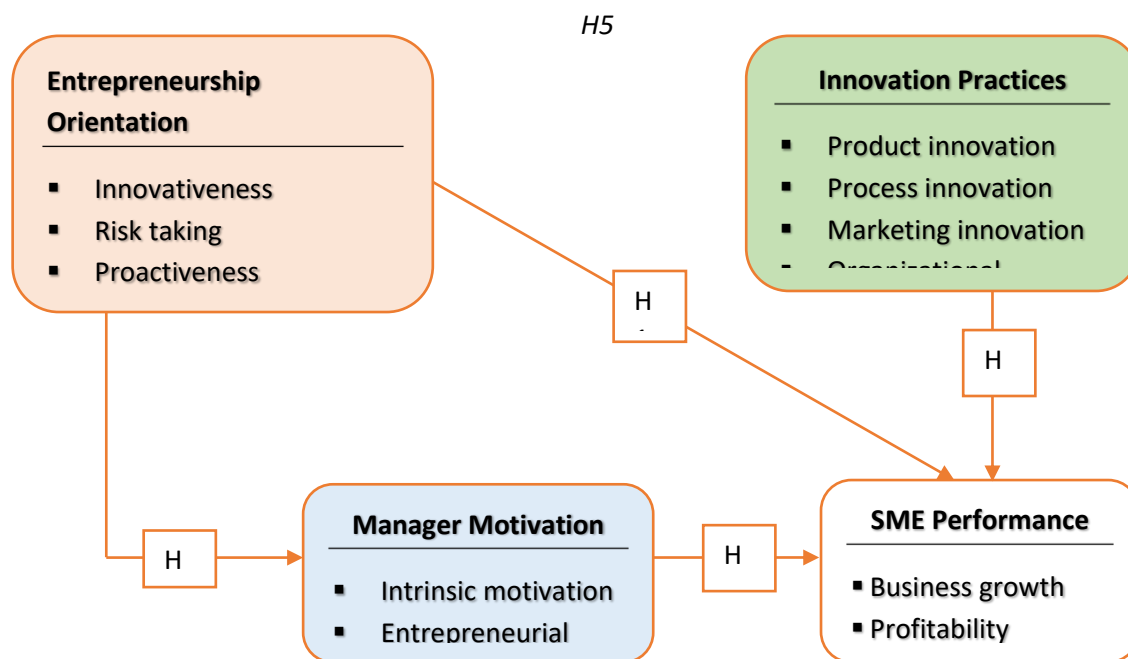 H5
Entrepreneurship
Orientation
▪ Innovativeness
▪ Risk taking
▪ Proactiveness
Innovation Practices
▪ Product innovation
▪ Process innovation
▪ Marketing innovation
▪ Organizational
H
H
Manager Motivation
▪ Intrinsic motivation
▪ Entrepreneurial
SME Performance
▪ Business growth
▪ Profitability
H
H